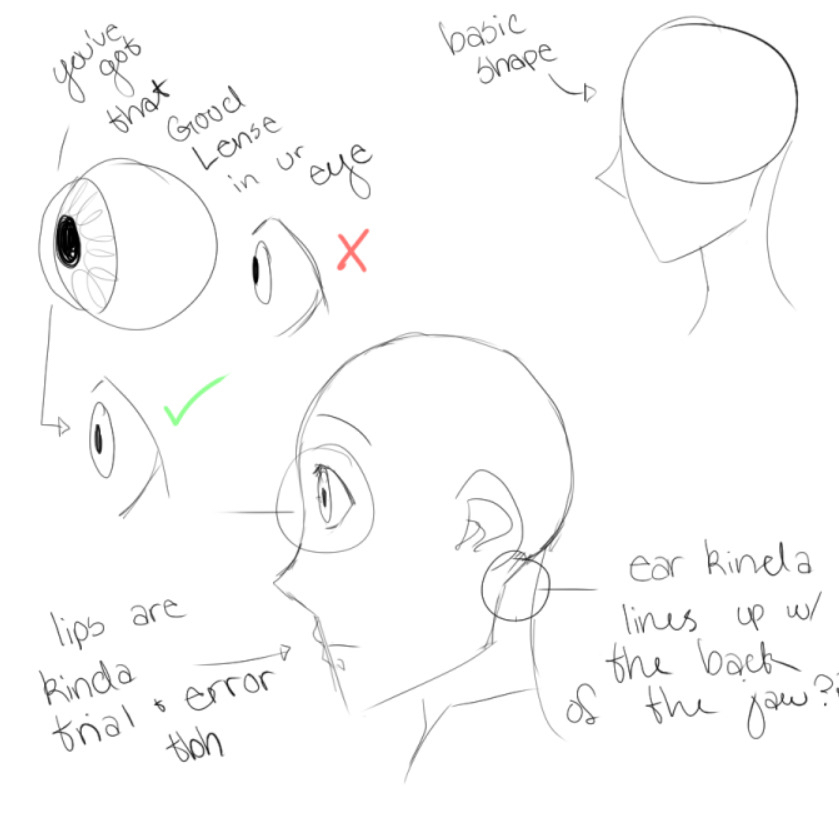 you've
got
that
Good
Lense
in ur
eye
basic
shape
lips are
kinda
trial & error
tbh
ear kinda
lines up w/
the back
of the jaw??